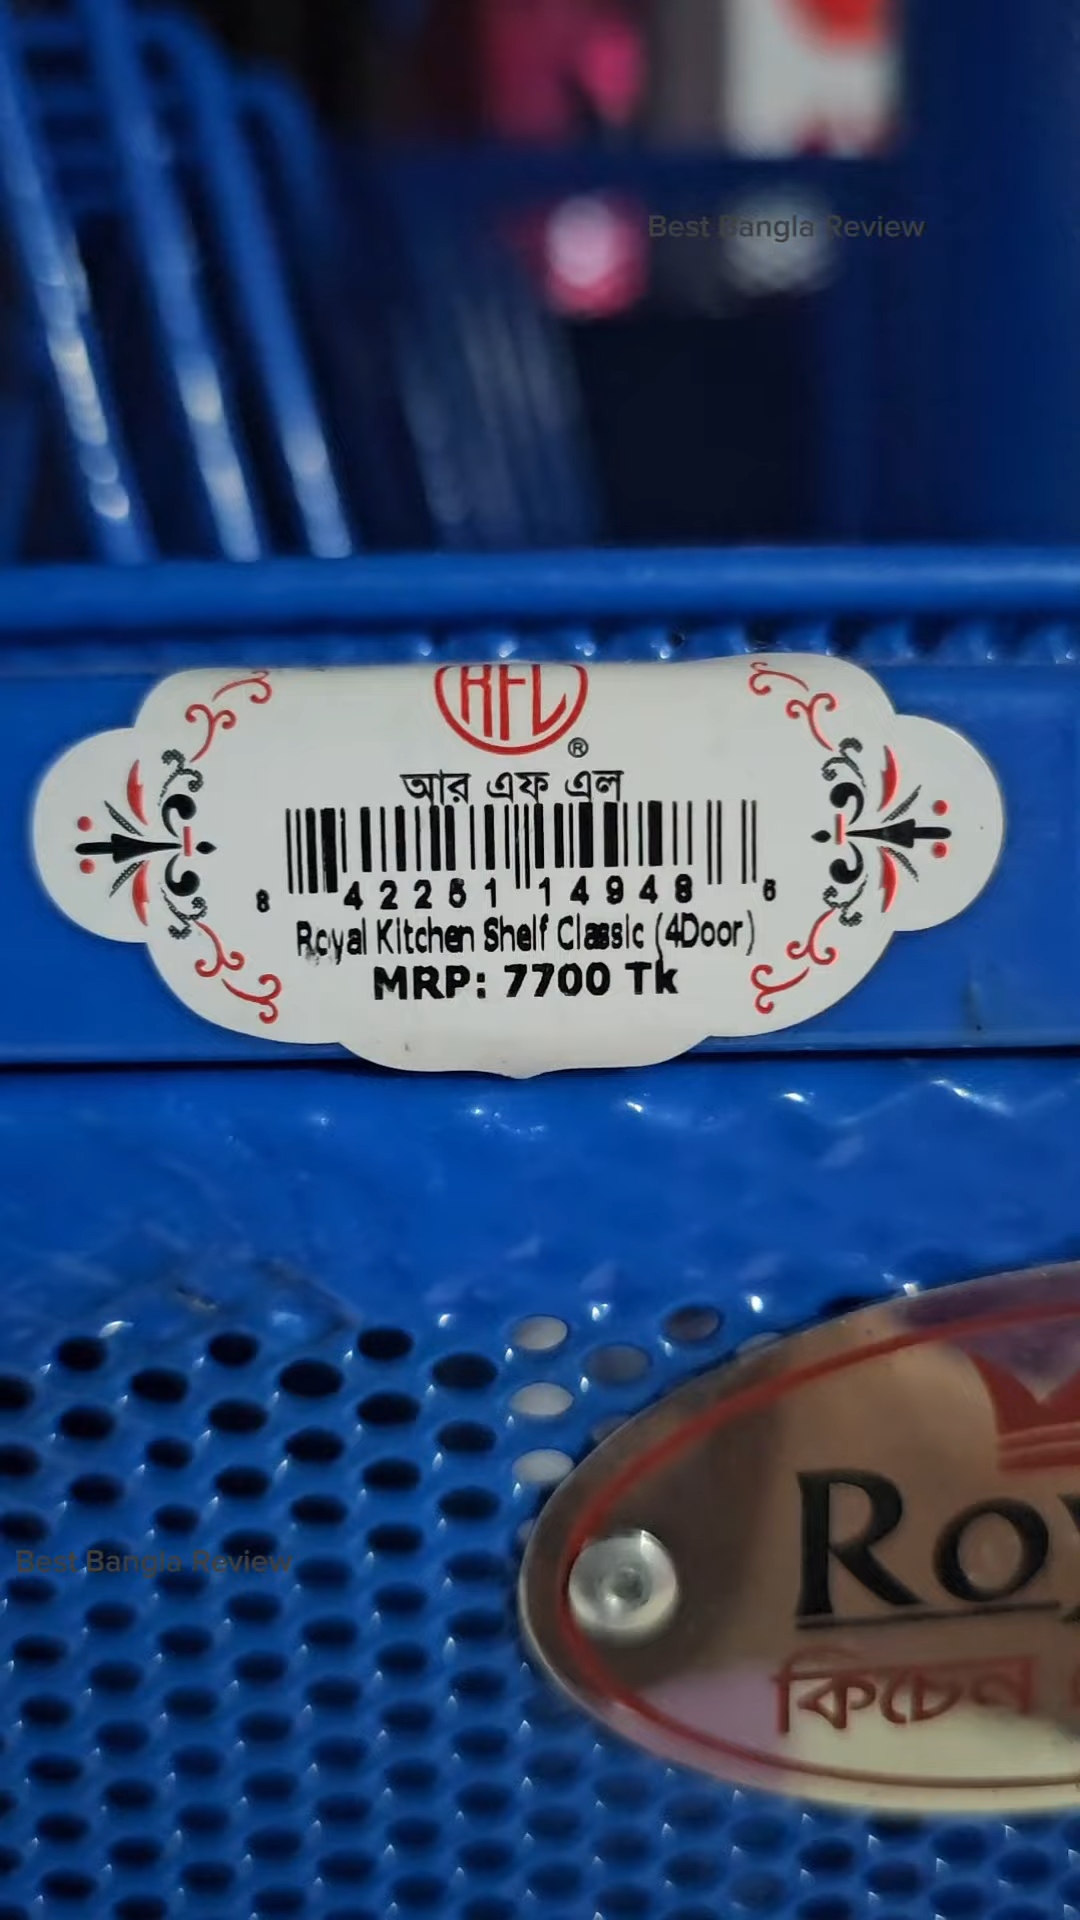 Best Bangla Review
RFL
®
আর এফ এল
8 42251 14948 6
Royal Kitchen Shelf Classic (4Door)
MRP: 7700 Tk
Best Bangla Review
Roy
কিচেন